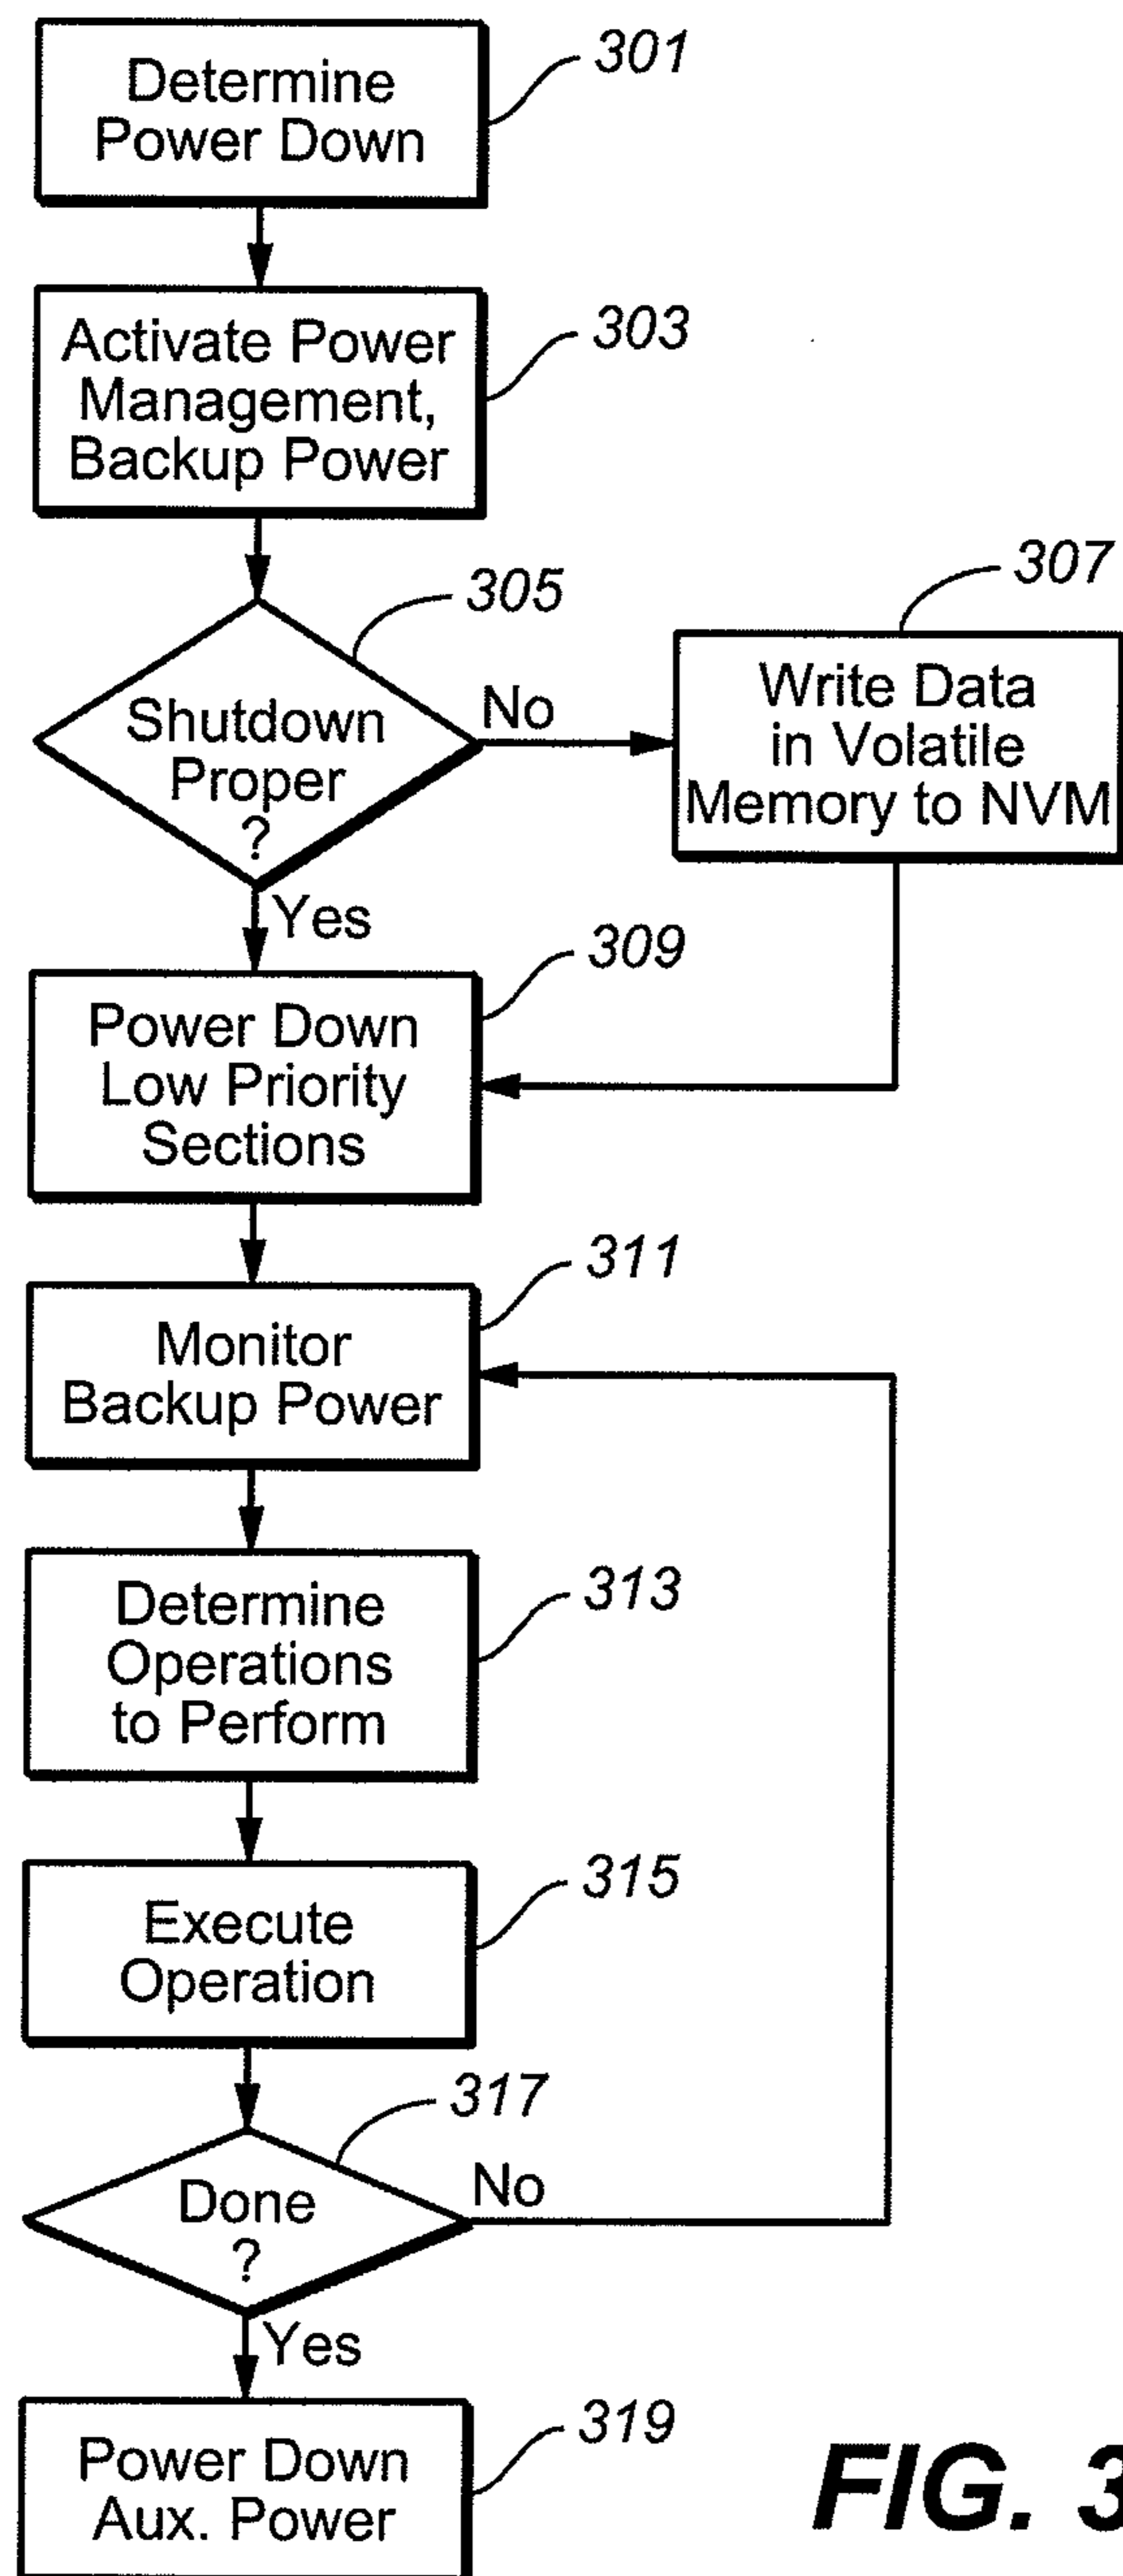 301
Determine
Power Down
303
Activate Power
Management,
Backup Power
305
Shutdown
Proper
?
No
307
Write Data
in Volatile
Memory to NVM
Yes
309
Power Down
Low Priority
Sections
311
Monitor
Backup Power
313
Determine
Operations
to Perform
315
Execute
Operation
317
Done
?
No
Yes
319
Power Down
Aux. Power
FIG. 3